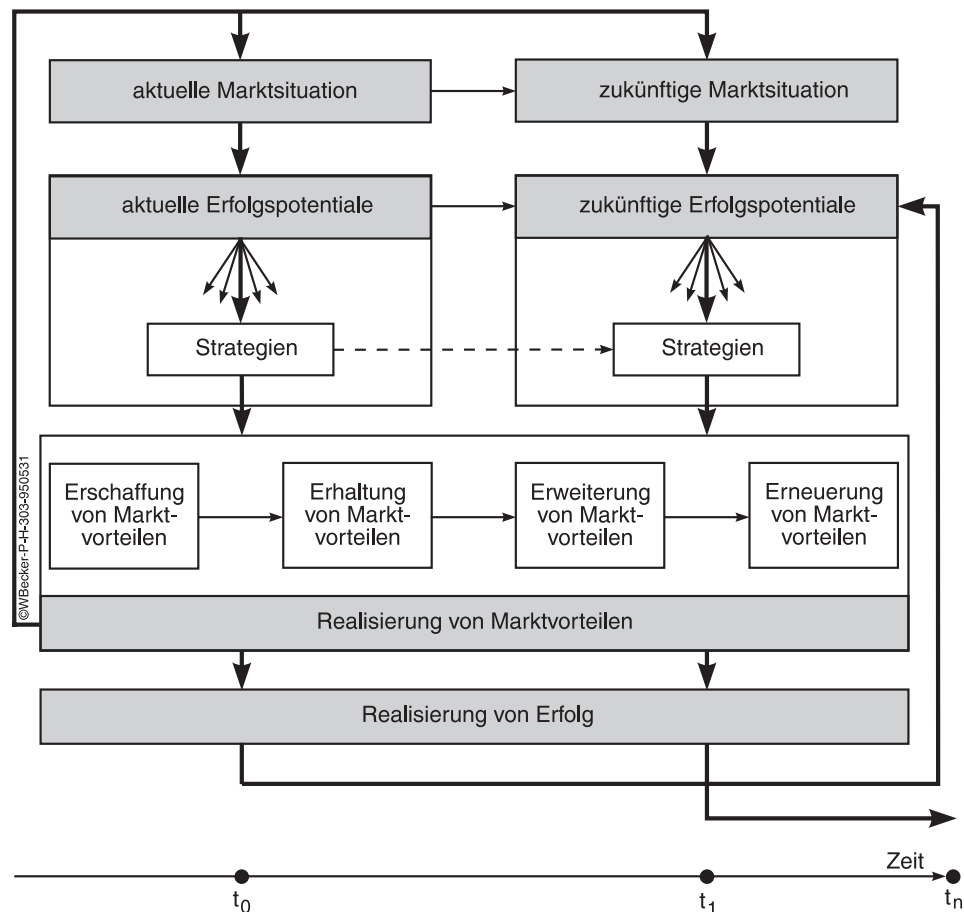 aktuelle Marktsituation
zukünftige Marktsituation
aktuelle Erfolgspotentiale
zukünftige Erfolgspotentiale
Strategien
Strategien
Erschaffung
von Markt-
vorteilen
Erhaltung
von Markt-
vorteilen
Erweiterung
von Markt-
vorteilen
Erneuerung
von Markt-
vorteilen
Realisierung von Marktvorteilen
Realisierung von Erfolg
©WBecker-P-H-303-950531
Zeit
t0
t1
tn